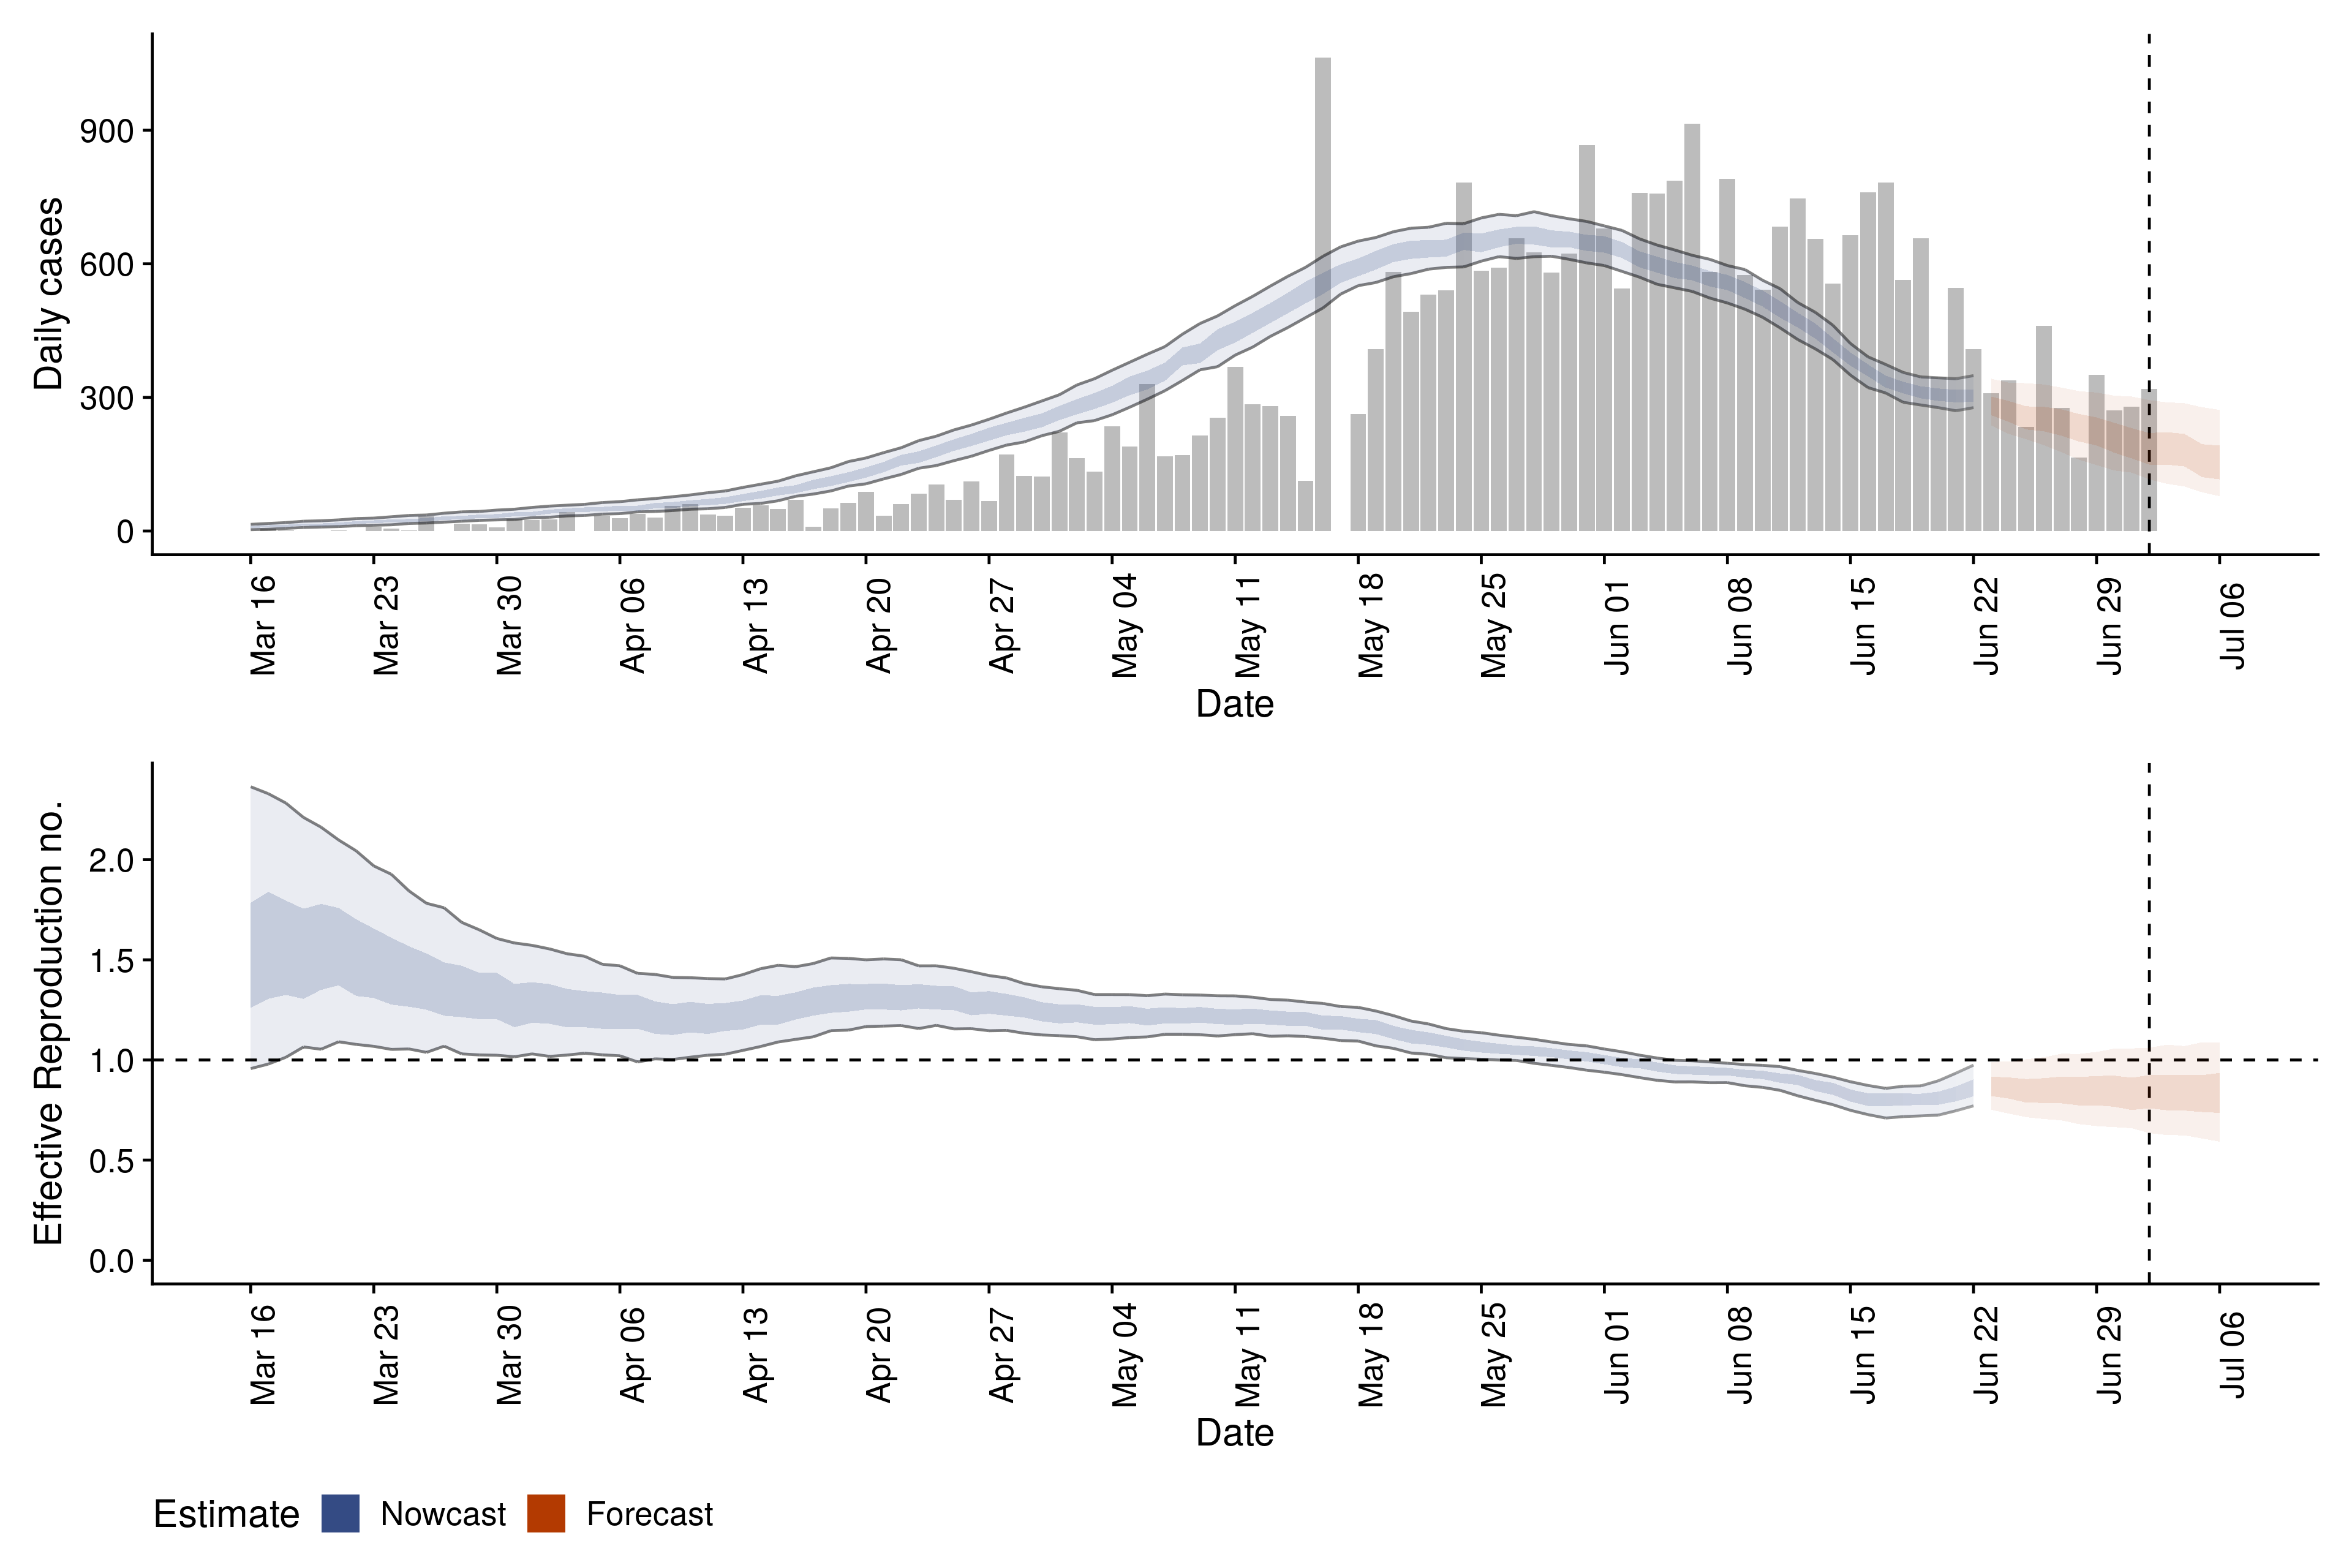 Daily cases
900
600
300
0
Mar 16
Mar 23
Mar 30
Apr 06
Apr 13
Apr 20
Apr 27
May 04
May 11
May 18
May 25
Jun 01
Jun 08
Jun 15
Jun 22
Jun 29
Jul 06
Date
Effective Reproduction no.
2.0
1.5
1.0
0.5
0.0
Mar 16
Mar 23
Mar 30
Apr 06
Apr 13
Apr 20
Apr 27
May 04
May 11
May 18
May 25
Jun 01
Jun 08
Jun 15
Jun 22
Jun 29
Jul 06
Date
Estimate Nowcast Forecast